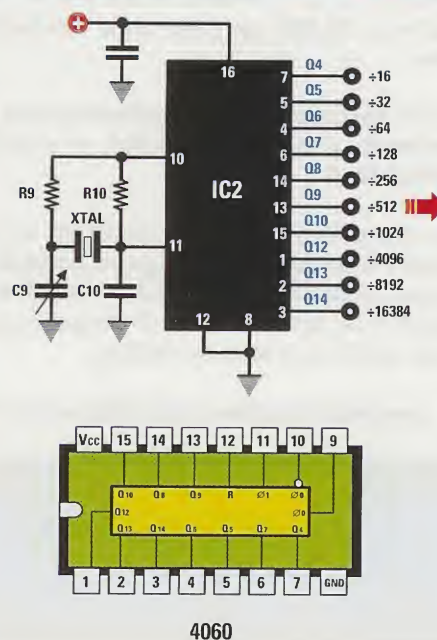 16
IC2
7 Q4 ÷16
5 Q5 ÷32
4 Q6 ÷64
6 Q7 ÷128
14 Q8 ÷256
13 Q9 ÷512
15 Q10 ÷1024
1 Q12 ÷4096
2 Q13 ÷8192
3 Q14 ÷16384
10
R9 R10
XTAL
11
C9 C10
12 8
Vcc 15 14 13 12 11 10 9
Q10 Q8 Q9 R Ø1 Ø0
Q12 Ø0
Q13 Q14 Q6 Q5 Q7 Q4
1 2 3 4 5 6 7 GND
4060